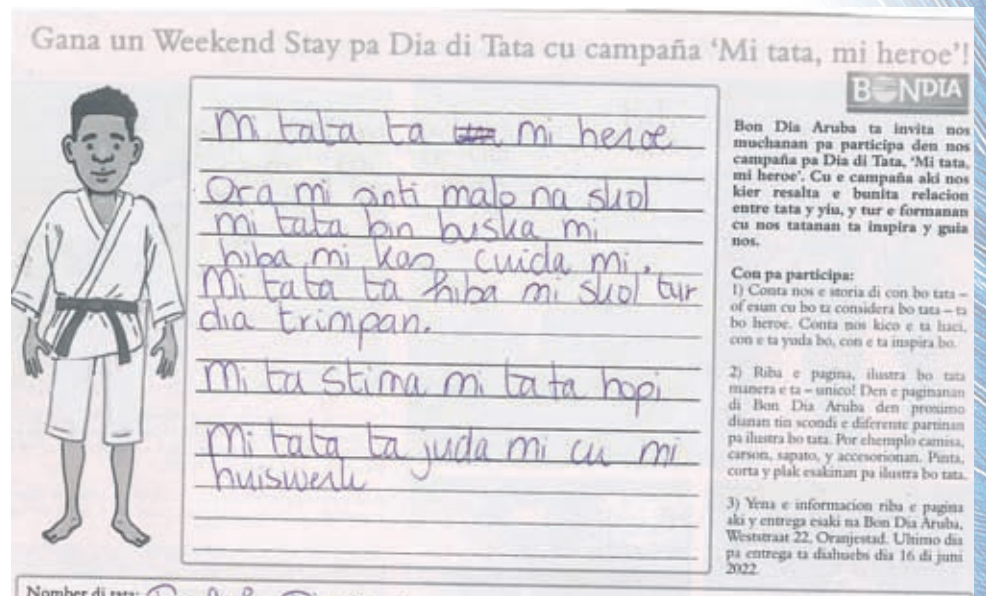 Gana un Weekend Stay pa Dia di Tata cu campaña 'Mi tata, mi heroe'!
BONDIA
Mi tata ta mi heroe
Ora mi sinti malo na skol
mi tata bin buska mi
hiba mi kas cuida mi.
Mi tata ta hiba mi skol tur
dia trimpan.
Mi ta stima mi tata hopi
Mi tata ta juda mi cu mi
huiswerk
Bon Dia Aruba ta invita nos
muchanan pa participa den nos
campaña pa Dia di Tata, 'Mi tata,
mi heroe'. Cu e campaña aki nos
kier resalta e bunita relacion
entre tata y yiu, y tur e formanan
cu nos tatanan ta inspira y guia
nos.
Con pa participa:
1) Conta nos e storia di con bo tata –
of esun cu bo ta considera bo tata – ta
bo heroe. Conta nos kico e ta haci,
con e ta yuda bo, con e ta inspira bo.
2) Riba e pagina, ilustra bo tata
manera e ta – unico! Den e paginanan
di Bon Dia Aruba den proximo
dianan tin scondi e diferente partinan
pa ilustra bo tata. Por ehemplo camisa,
carson, sapato, y accesorionan. Pinta,
corta y plak esakinan pa ilustra bo tata.
3) Yena e informacion riba e pagina
aki y entrega esaki na Bon Dia Aruba,
Weststraat 22, Oranjestad. Ultimo dia
pa entrega ta diahuebs dia 16 di juni
2022.
Nomber di tata: